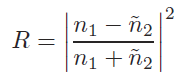 R = | (n₁ − ñ₂) / (n₁ + ñ₂) |²